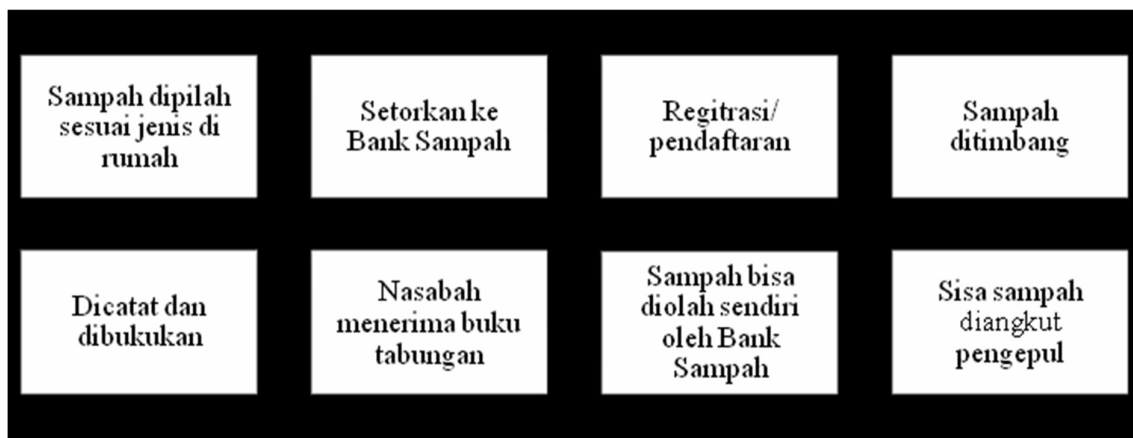 Sampah dipilah
sesuai jenis di
rumah
Setorkan ke
Bank Sampah
Regitrasi/
pendaftaran
Sampah
ditimbang
Dicatat dan
dibukukan
Nasabah
menerima buku
tabungan
Sampah bisa
diolah sendiri
oleh Bank
Sampah
Sisa sampah
diangkut
pengepul